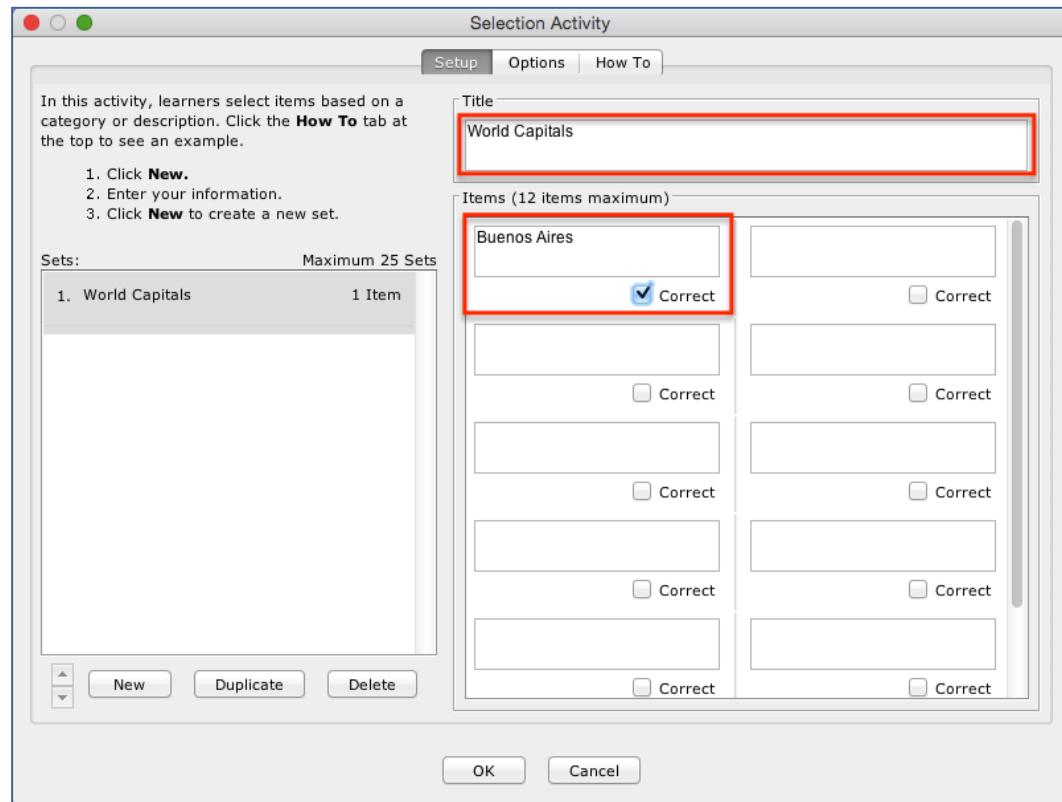 Selection Activity
Setup Options How To
In this activity, learners select items based on a
category or description. Click the How To tab at
the top to see an example.
1. Click New.
2. Enter your information.
3. Click New to create a new set.
Sets: Maximum 25 Sets
1. World Capitals 1 Item
New Duplicate Delete
Title
World Capitals
Items (12 items maximum)
Buenos Aires
Correct Correct
Correct Correct
Correct Correct
Correct Correct
Correct Correct
OK Cancel